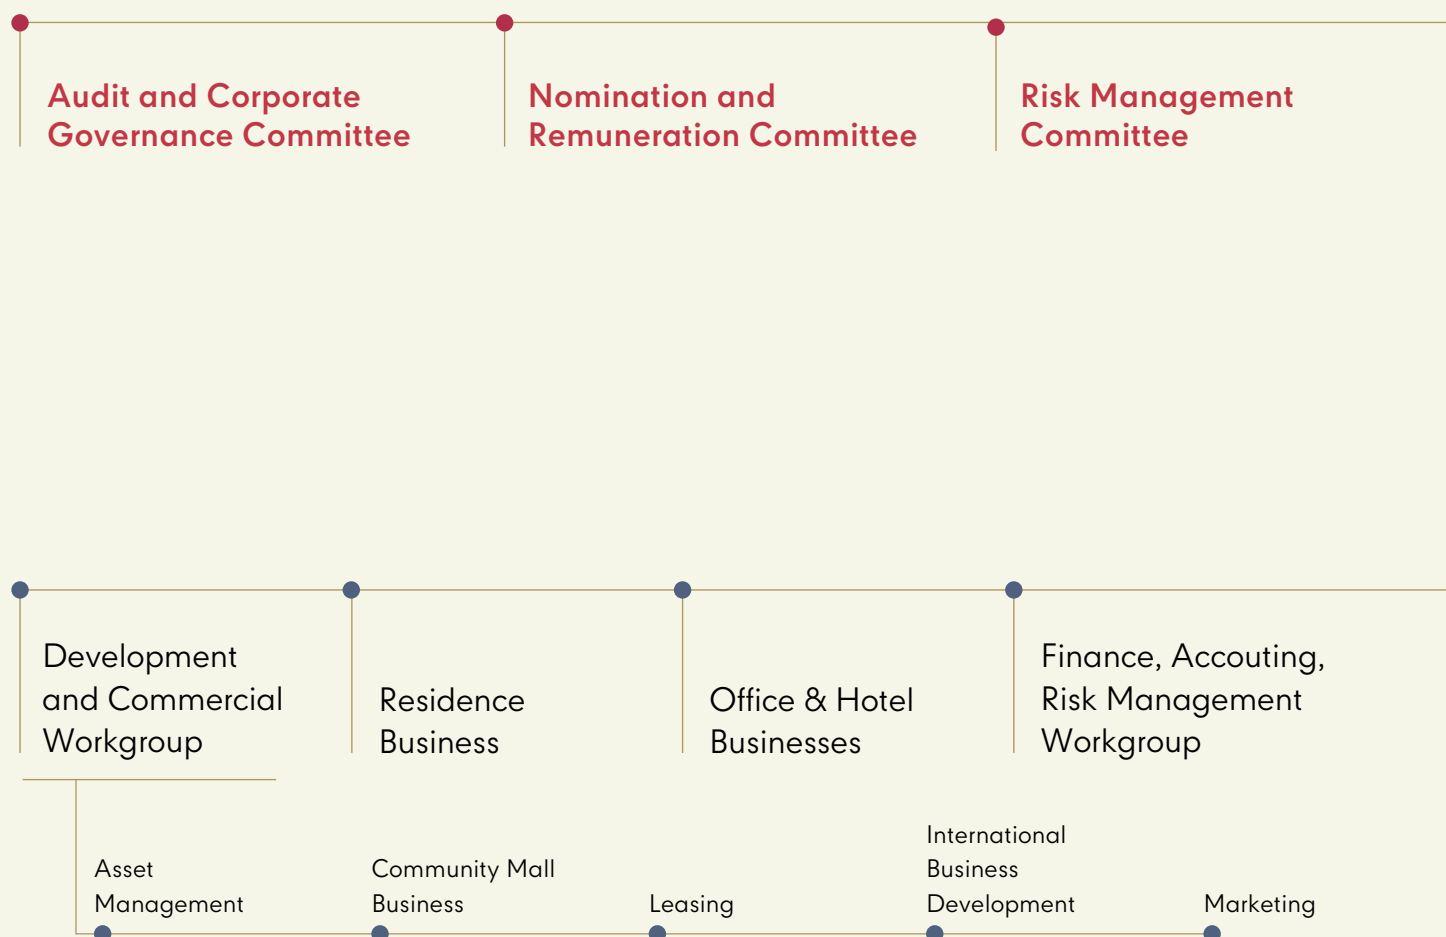 Audit and Corporate
Governance Committee
Nomination and
Remuneration Committee
Risk Management
Committee
Development
and Commercial
Workgroup
Residence
Business
Office & Hotel
Businesses
Finance, Accouting,
Risk Management
Workgroup
Asset
Management
Community Mall
Business
Leasing
International
Business
Development
Marketing